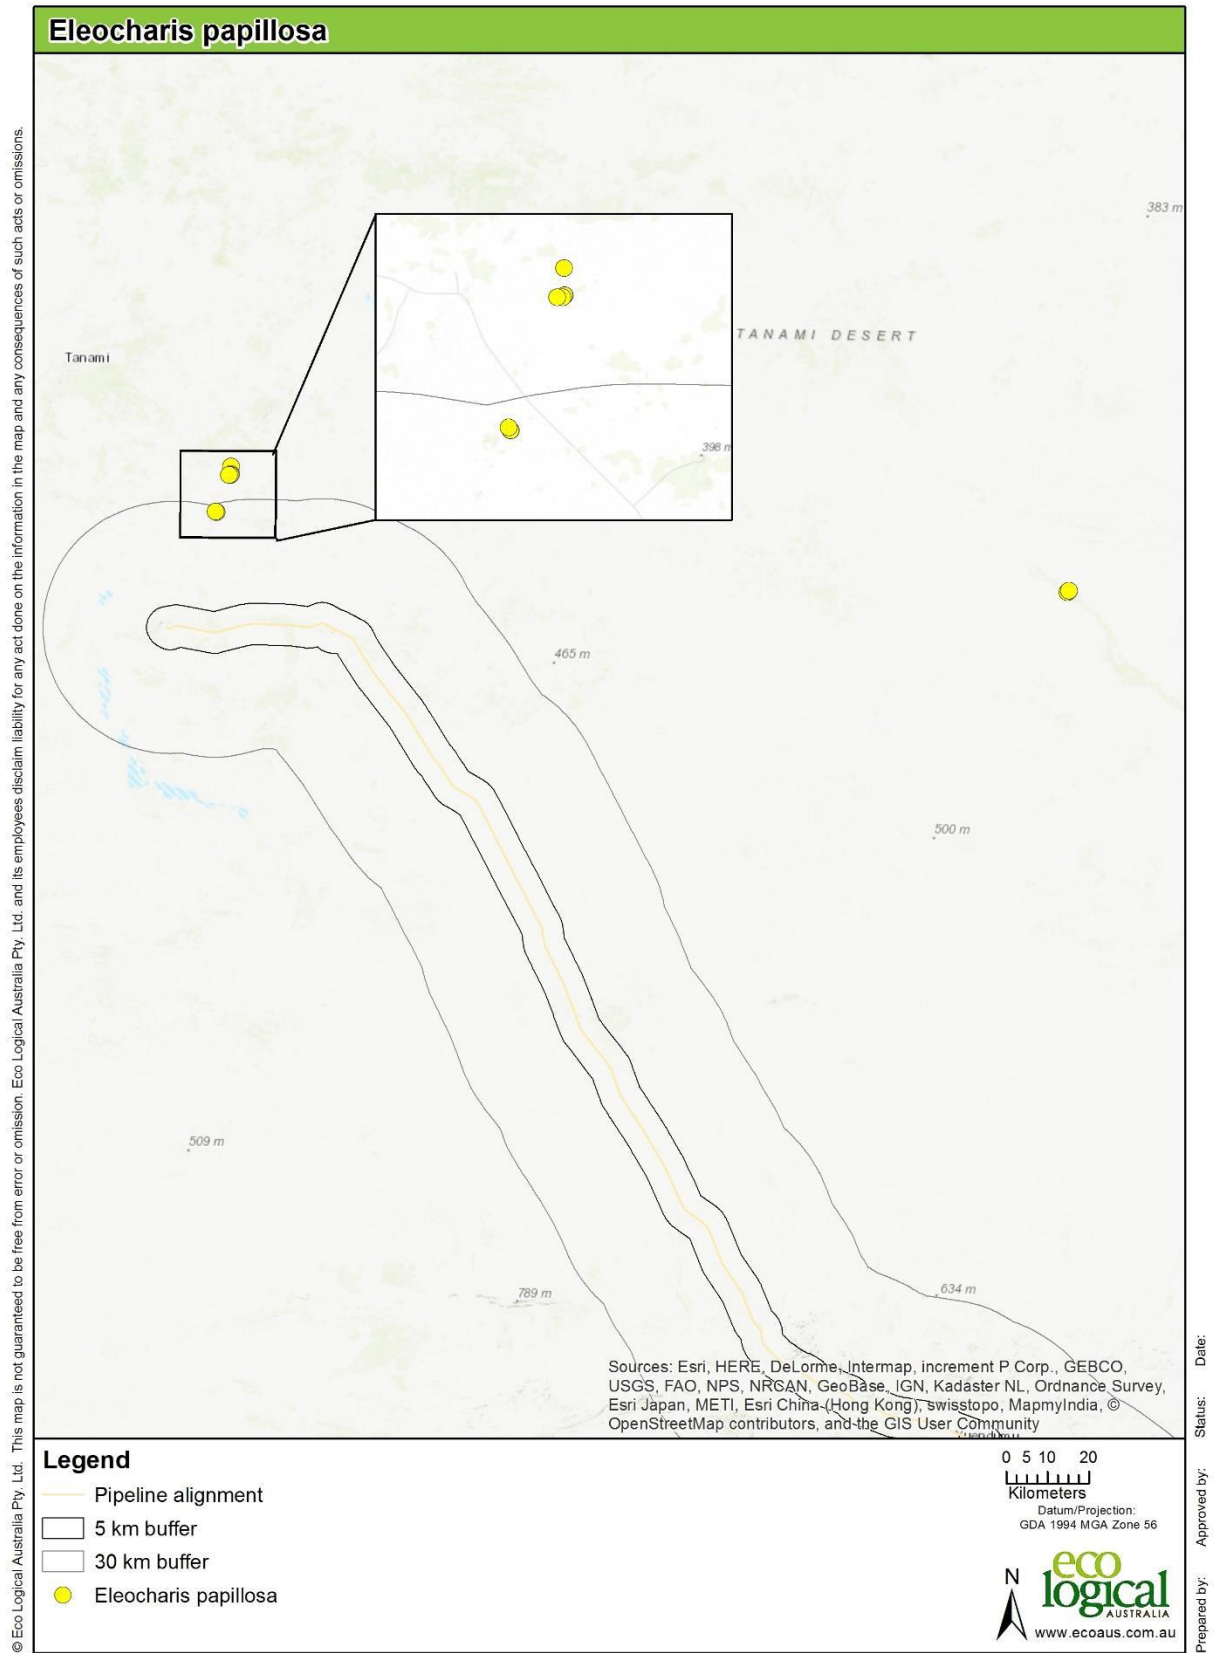 Eleocharis papillosa
383 m
TANAMI DESERT
Tanami
398 m
465 m
500 m
509 m
789 m
634 m
Sources: Esri, HERE, DeLorme, Intermap, increment P Corp., GEBCO,
USGS, FAO, NPS, NRCAN, GeoBase, IGN, Kadaster NL, Ordnance Survey,
Esri Japan, METI, Esri China (Hong Kong), swisstopo, MapmyIndia, ©
OpenStreetMap contributors, and the GIS User Community
Legend
Pipeline alignment
5 km buffer
30 km buffer
Eleocharis papillosa
0 5 10 20
Kilometers
Datum/Projection:
GDA 1994 MGA Zone 56
N
eco
logical
AUSTRALIA
www.ecoaus.com.au
© Eco Logical Australia Pty. Ltd. This map is not guaranteed to be free from error or omission. Eco Logical Australia Pty. Ltd. and its employees disclaim liability for any act done on the information in the map and any consequences of such acts or omissions.
Prepared by: Approved by: Status: Date: